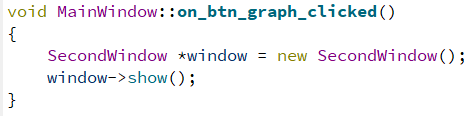 void MainWindow::on_btn_graph_clicked()
{
    SecondWindow *window = new SecondWindow();
    window->show();
}